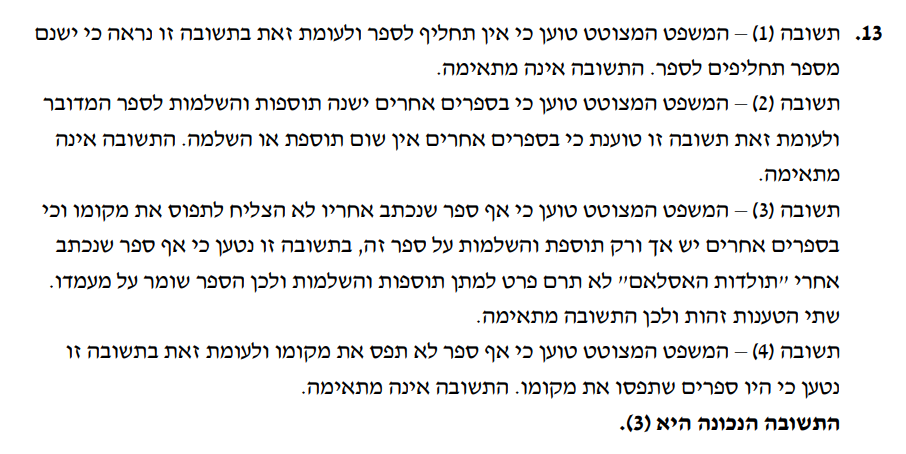 13. תשובה (1) – המשפט המצוטט טוען כי אין תחליף לספר ולעומת זאת בתשובה זו נראה כי ישנם
מספר תחליפים לספר. התשובה אינה מתאימה.
תשובה (2) – המשפט המצוטט טוען כי בספרים אחרים ישנה תוספות והשלמות לספר המדובר
ולעומת זאת תשובה זו טוענת כי בספרים אחרים אין שום תוספת או השלמה. התשובה אינה
מתאימה.
תשובה (3) – המשפט המצוטט טוען כי אף ספר שנכתב אחריו לא הצליח לתפוס את מקומו וכי
בספרים אחרים יש אך ורק תוספת והשלמות על ספר זה, בתשובה זו נטען כי אף ספר שנכתב
אחרי "תולדות האסלאם" לא תרם פרט למתן תוספות והשלמות ולכן הספר שומר על מעמדו.
שתי הטענות זהות ולכן התשובה מתאימה.
תשובה (4) – המשפט המצוטט טוען כי אף ספר לא תפס את מקומו ולעומת זאת בתשובה זו
נטען כי היו ספרים שתפסו את מקומו. התשובה אינה מתאימה.
התשובה הנכונה היא (3).